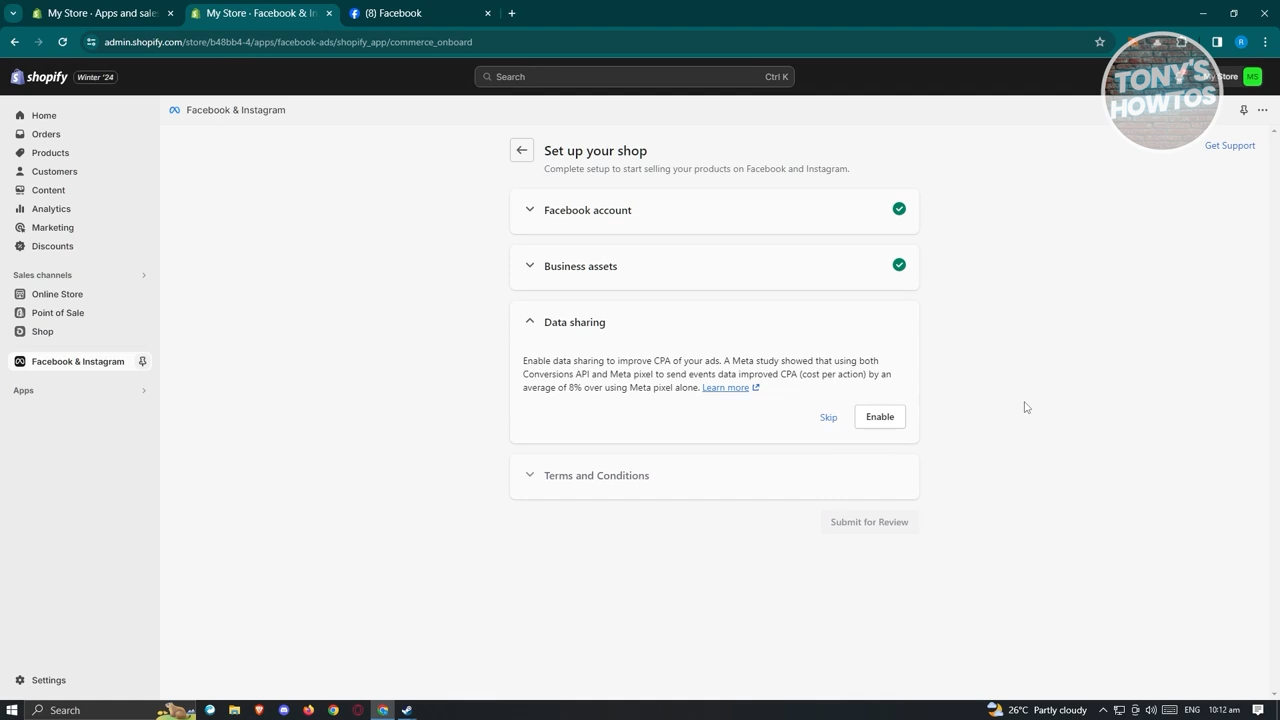 My Store · Apps and sales
My Store · Facebook & In
(8) Facebook
admin.shopify.com/store/b48bb4-4/apps/facebook-ads/shopify_app/commerce_onboard
shopify
Winter '24
Search
Ctrl K
My Store
MS
TONY'S
HOWTOS
Home
Orders
Products
Customers
Content
Analytics
Marketing
Discounts
Sales channels
Online Store
Point of Sale
Shop
Facebook & Instagram
Apps
Settings
Facebook & Instagram
Get Support
Set up your shop
Complete setup to start selling your products on Facebook and Instagram.
Facebook account
Business assets
Data sharing
Enable data sharing to improve CPA of your ads. A Meta study showed that using both
Conversions API and Meta pixel to send events data improved CPA (cost per action) by an
average of 8% over using Meta pixel alone. Learn more
Skip
Enable
Terms and Conditions
Submit for Review
Search
26°C Partly cloudy
ENG
10:12 am